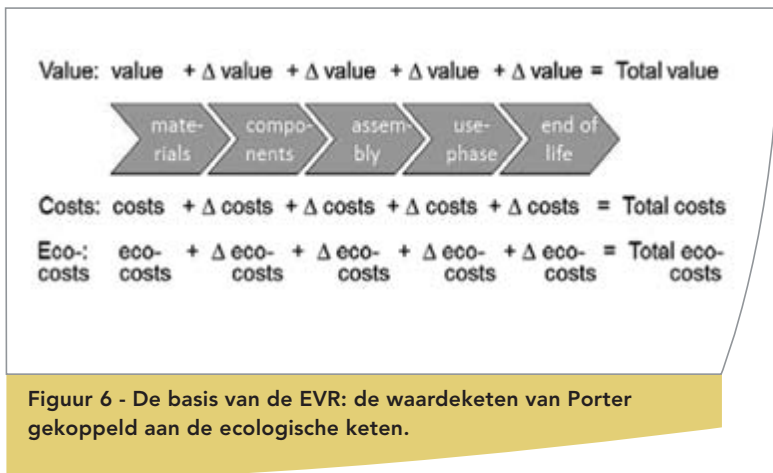 Value: value + Δ value + Δ value + Δ value + Δ value = Total value
mate- compo- assem- use- end of
rials nents bly phase life
Costs: costs + Δ costs + Δ costs + Δ costs + Δ costs = Total costs
Eco-: eco- + Δ eco- + Δ eco- + Δ eco- + Δ eco- = Total eco-
costs costs costs costs costs costs costs
Figuur 6 - De basis van de EVR: de waardeketen van Porter
gekoppeld aan de ecologische keten.